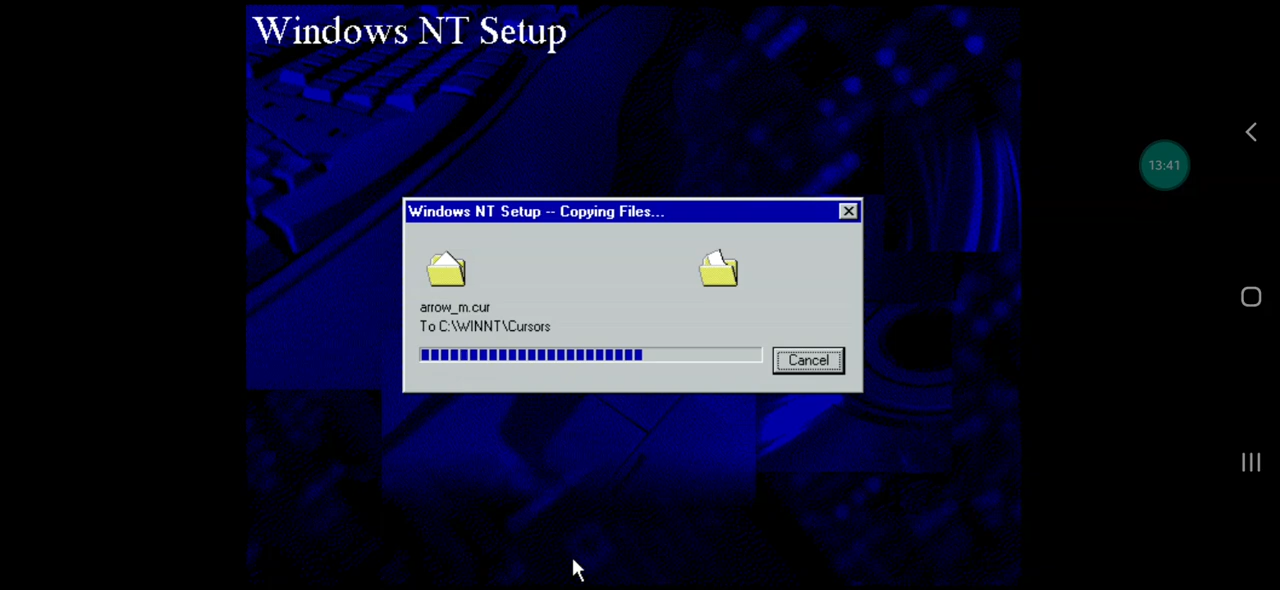 Windows NT Setup
Windows NT Setup -- Copying Files...
13:41
arrow_m.cur
To C:\WINNT\Cursors
Cancel